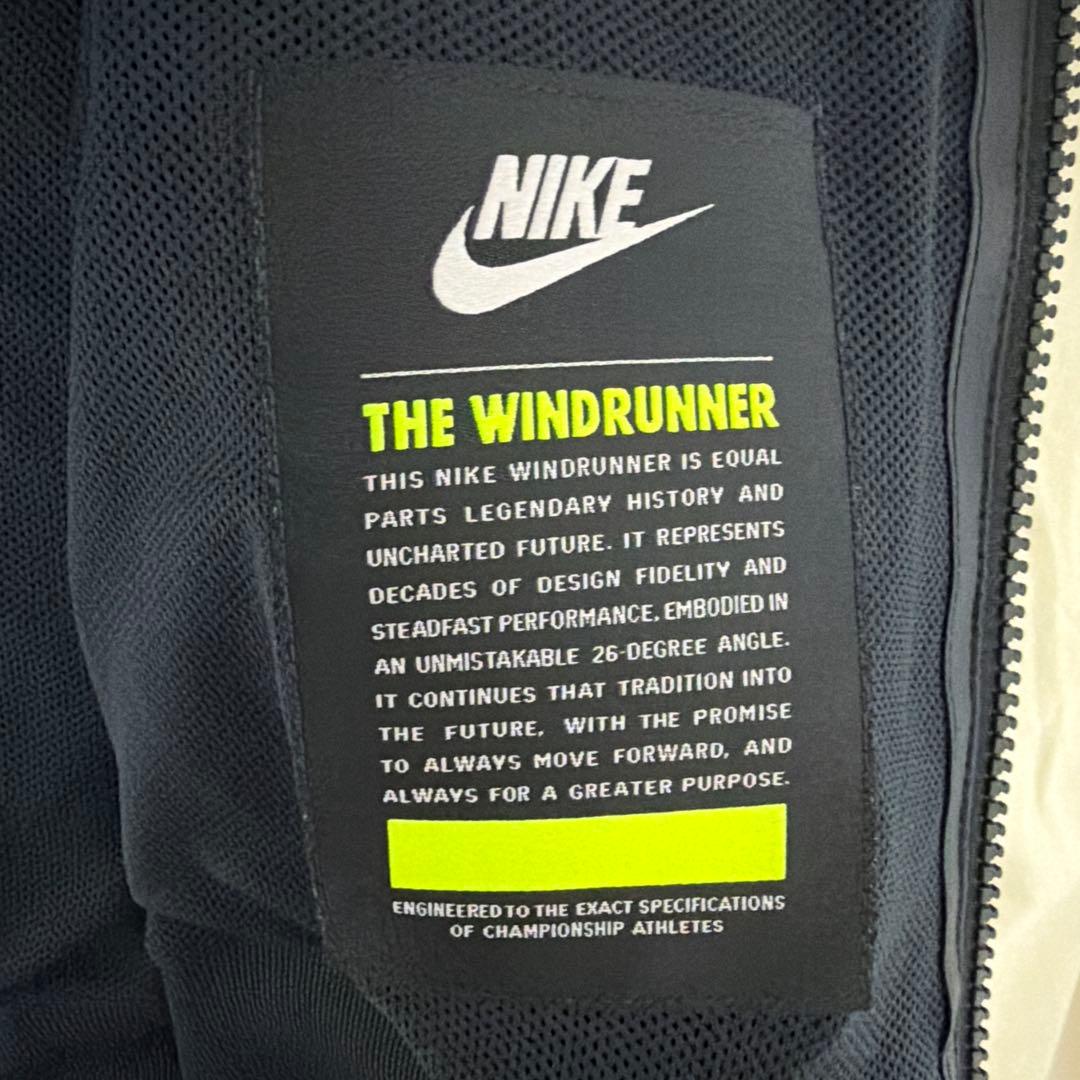 NIKE
THE WINDRUNNER
THIS NIKE WINDRUNNER IS EQUAL
PARTS LEGENDARY HISTORY AND
UNCHARTED FUTURE. IT REPRESENTS
DECADES OF DESIGN FIDELITY AND
STEADFAST PERFORMANCE, EMBODIED IN
AN UNMISTAKABLE 26-DEGREE ANGLE.
IT CONTINUES THAT TRADITION INTO
THE FUTURE, WITH THE PROMISE
TO ALWAYS MOVE FORWARD, AND
ALWAYS FOR A GREATER PURPOSE.
ENGINEERED TO THE EXACT SPECIFICATIONS
OF CHAMPIONSHIP ATHLETES